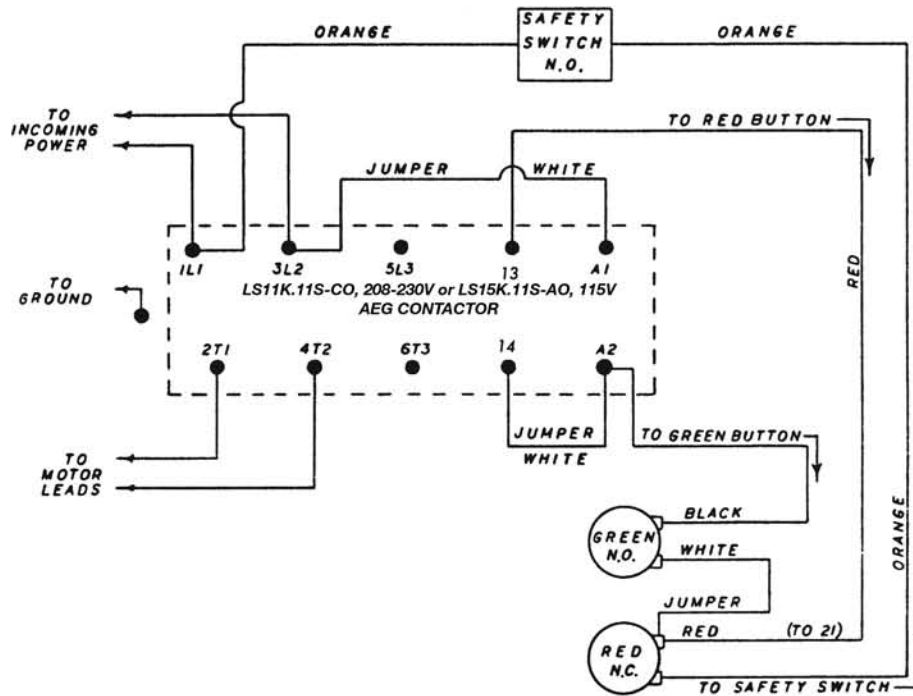 ORANGE
SAFETY
SWITCH
N.O.
ORANGE
TO
INCOMING
POWER
TO RED BUTTON
JUMPER
WHITE
RED
1L1
3L2
5L3
13
A1
TO
GROUND
LS11K.11S-CO, 208-230V or LS15K.11S-AO, 115V
AEG CONTACTOR
2T1
4T2
6T3
14
A2
JUMPER
WHITE
TO GREEN BUTTON
TO
MOTOR
LEADS
ORANGE
GREEN
N.O.
BLACK
WHITE
JUMPER
RED
N.C.
RED
(TO 21)
TO SAFETY SWITCH